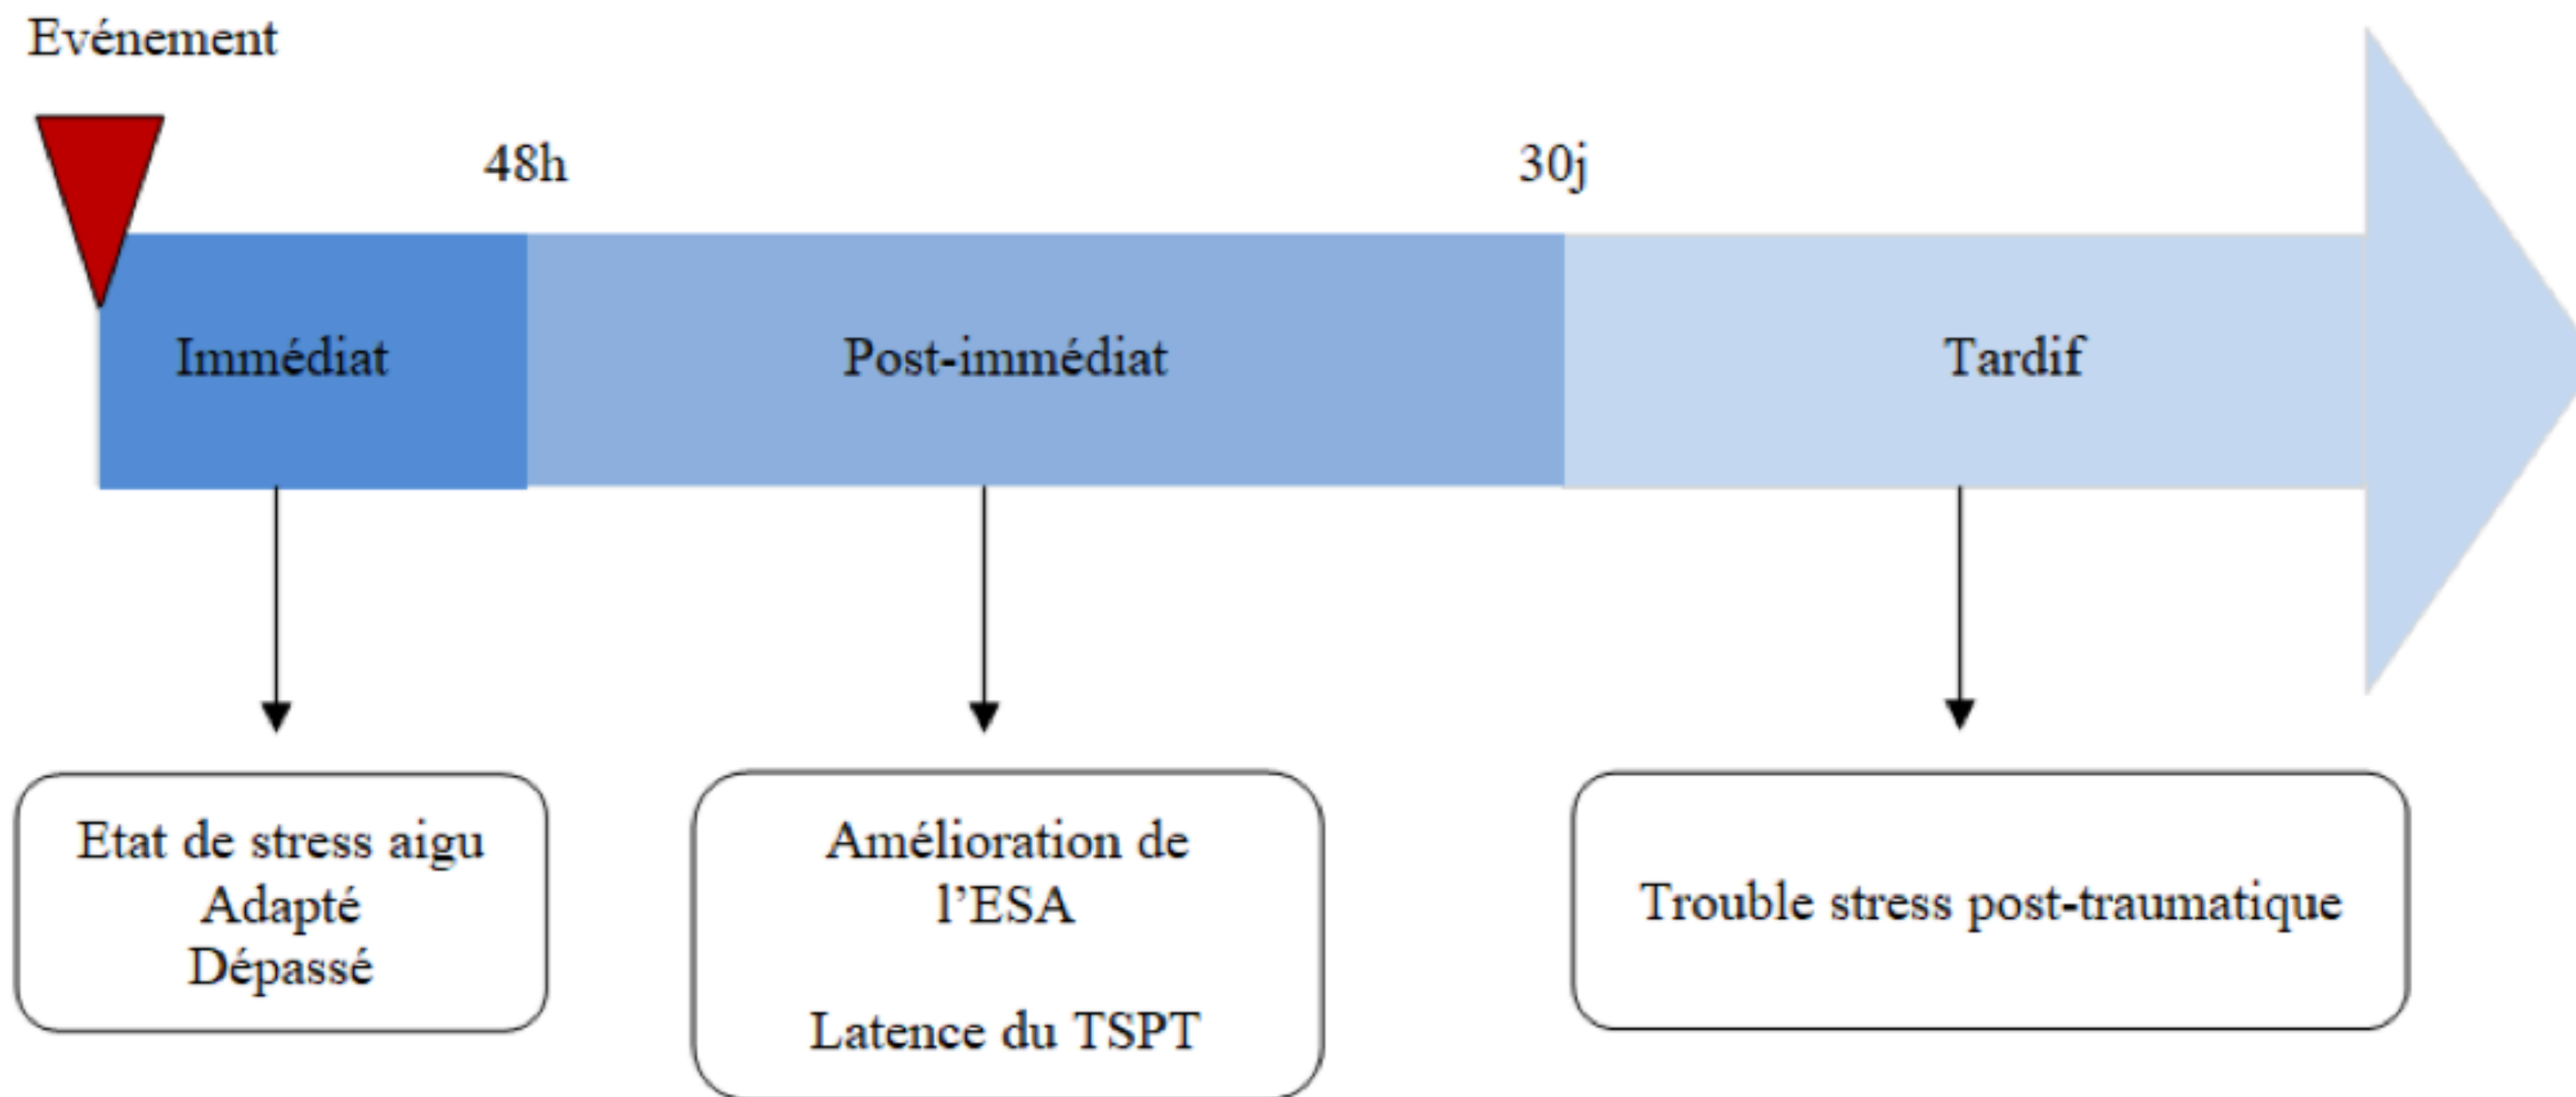 Evénement
48h
30j
Immédiat
Post-immédiat
Tardif
Etat de stress aigu
Adapté
Dépassé
Amélioration de
l’ESA
Latence du TSPT
Trouble stress post-traumatique